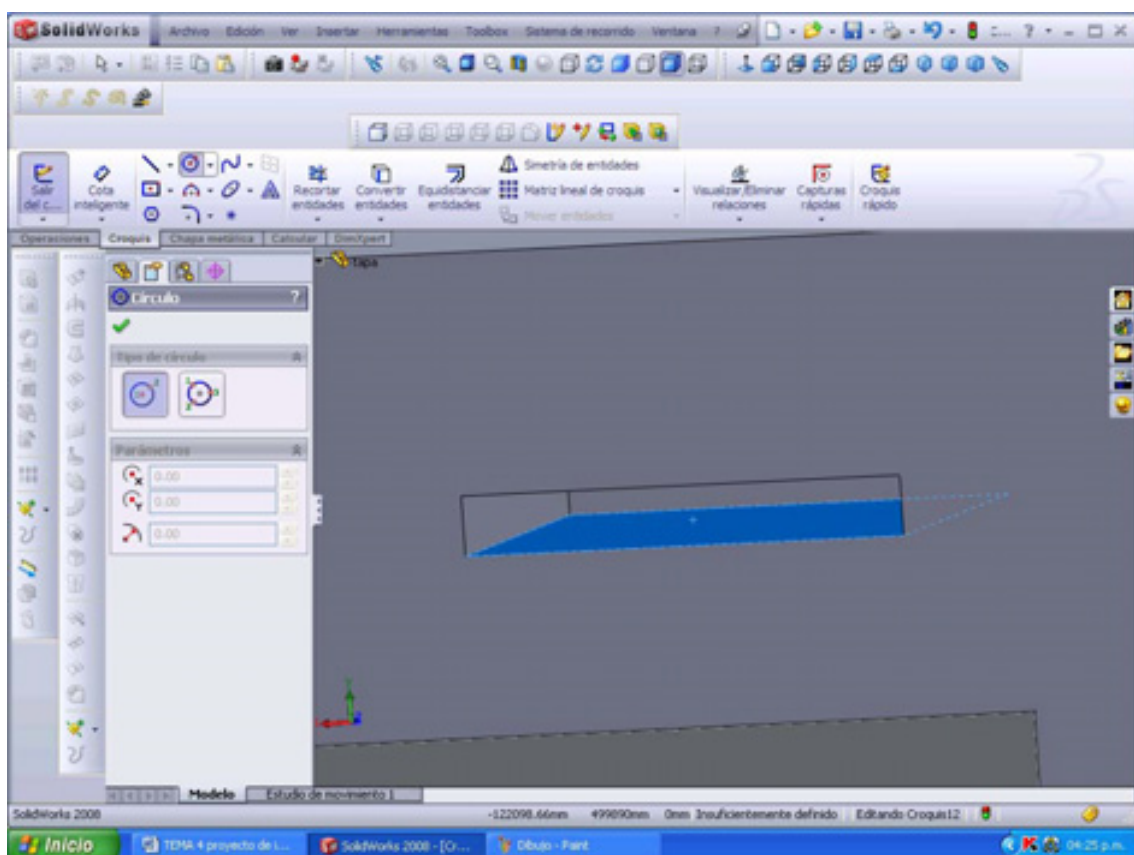 SolidWorks Archivo Edición Ver Insertar Herramientas Toolbox Sistema de recorrido Ventana ?
Simetría de entidades
Salir del c... Cota inteligente Recortar entidades Convertir entidades Equidistanciar entidades Matriz lineal de croquis Visualizar/Eliminar relaciones Capturas rápidas Croquis rápido
Mover entidades
Operaciones Croquis Chapa metálica Calcular DimXpert
tapa
Círculo ?
Tipo de círculo
Parámetros
0.00
0.00
0.00
Modelo Estudio de movimiento 1
SolidWorks 2008 -122098.66mm 499890mm 0mm Insuficientemente definido Editando Croquis12
Inicio TEMA 4 proyecto de i... SolidWorks 2008 - [Cr... Dibujo - Paint 04:25 p.m.